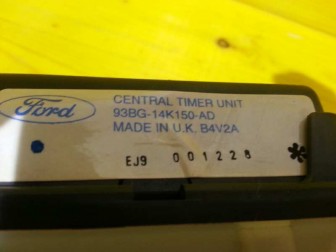 Ford
CENTRAL TIMER UNIT
93BG-14K150-AD
MADE IN U.K. B4V2A
EJ9 001228 *